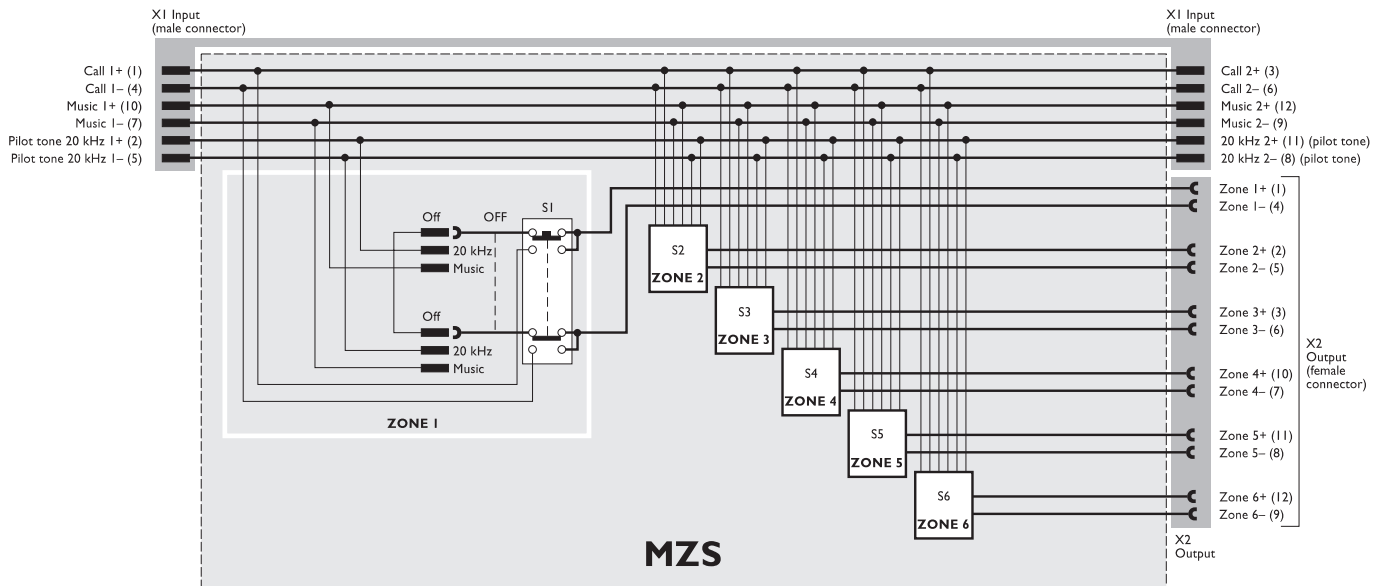 X1 Input
(male connector)
X1 Input
(male connector)
Call 1+ (1)
Call 1– (4)
Music 1+ (10)
Music 1– (7)
Pilot tone 20 kHz 1+ (2)
Pilot tone 20 kHz 1– (5)
Call 2+ (3)
Call 2– (6)
Music 2+ (12)
Music 2– (9)
20 kHz 2+ (11) (pilot tone)
20 kHz 2– (8) (pilot tone)
Off
OFF
S1
20 kHz
Music
Off
20 kHz
Music
ZONE 1
S2
ZONE 2
S3
ZONE 3
S4
ZONE 4
S5
ZONE 5
S6
ZONE 6
Zone 1+ (1)
Zone 1– (4)
Zone 2+ (2)
Zone 2– (5)
Zone 3+ (3)
Zone 3– (6)
Zone 4+ (10)
Zone 4– (7)
Zone 5+ (11)
Zone 5– (8)
Zone 6+ (12)
Zone 6– (9)
X2
Output
(female
connector)
X2
Output
MZS